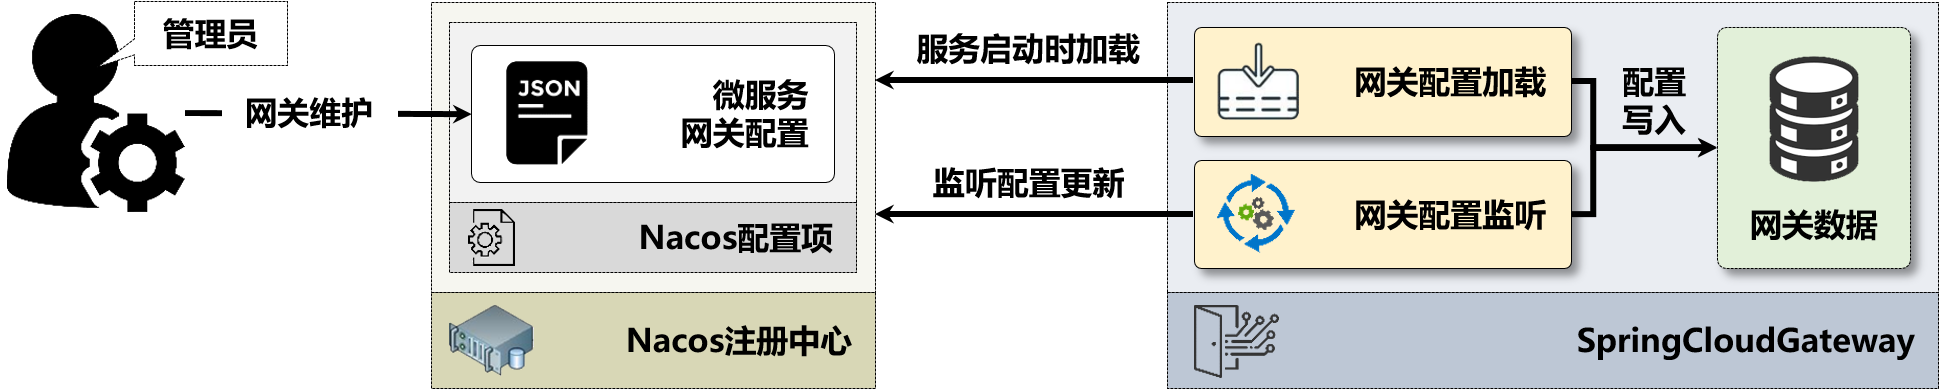 管理员
网关维护
JSON
微服务
网关配置
Nacos配置项
Nacos注册中心
服务启动时加载
监听配置更新
网关配置加载
网关配置监听
配置
写入
网关数据
SpringCloudGateway